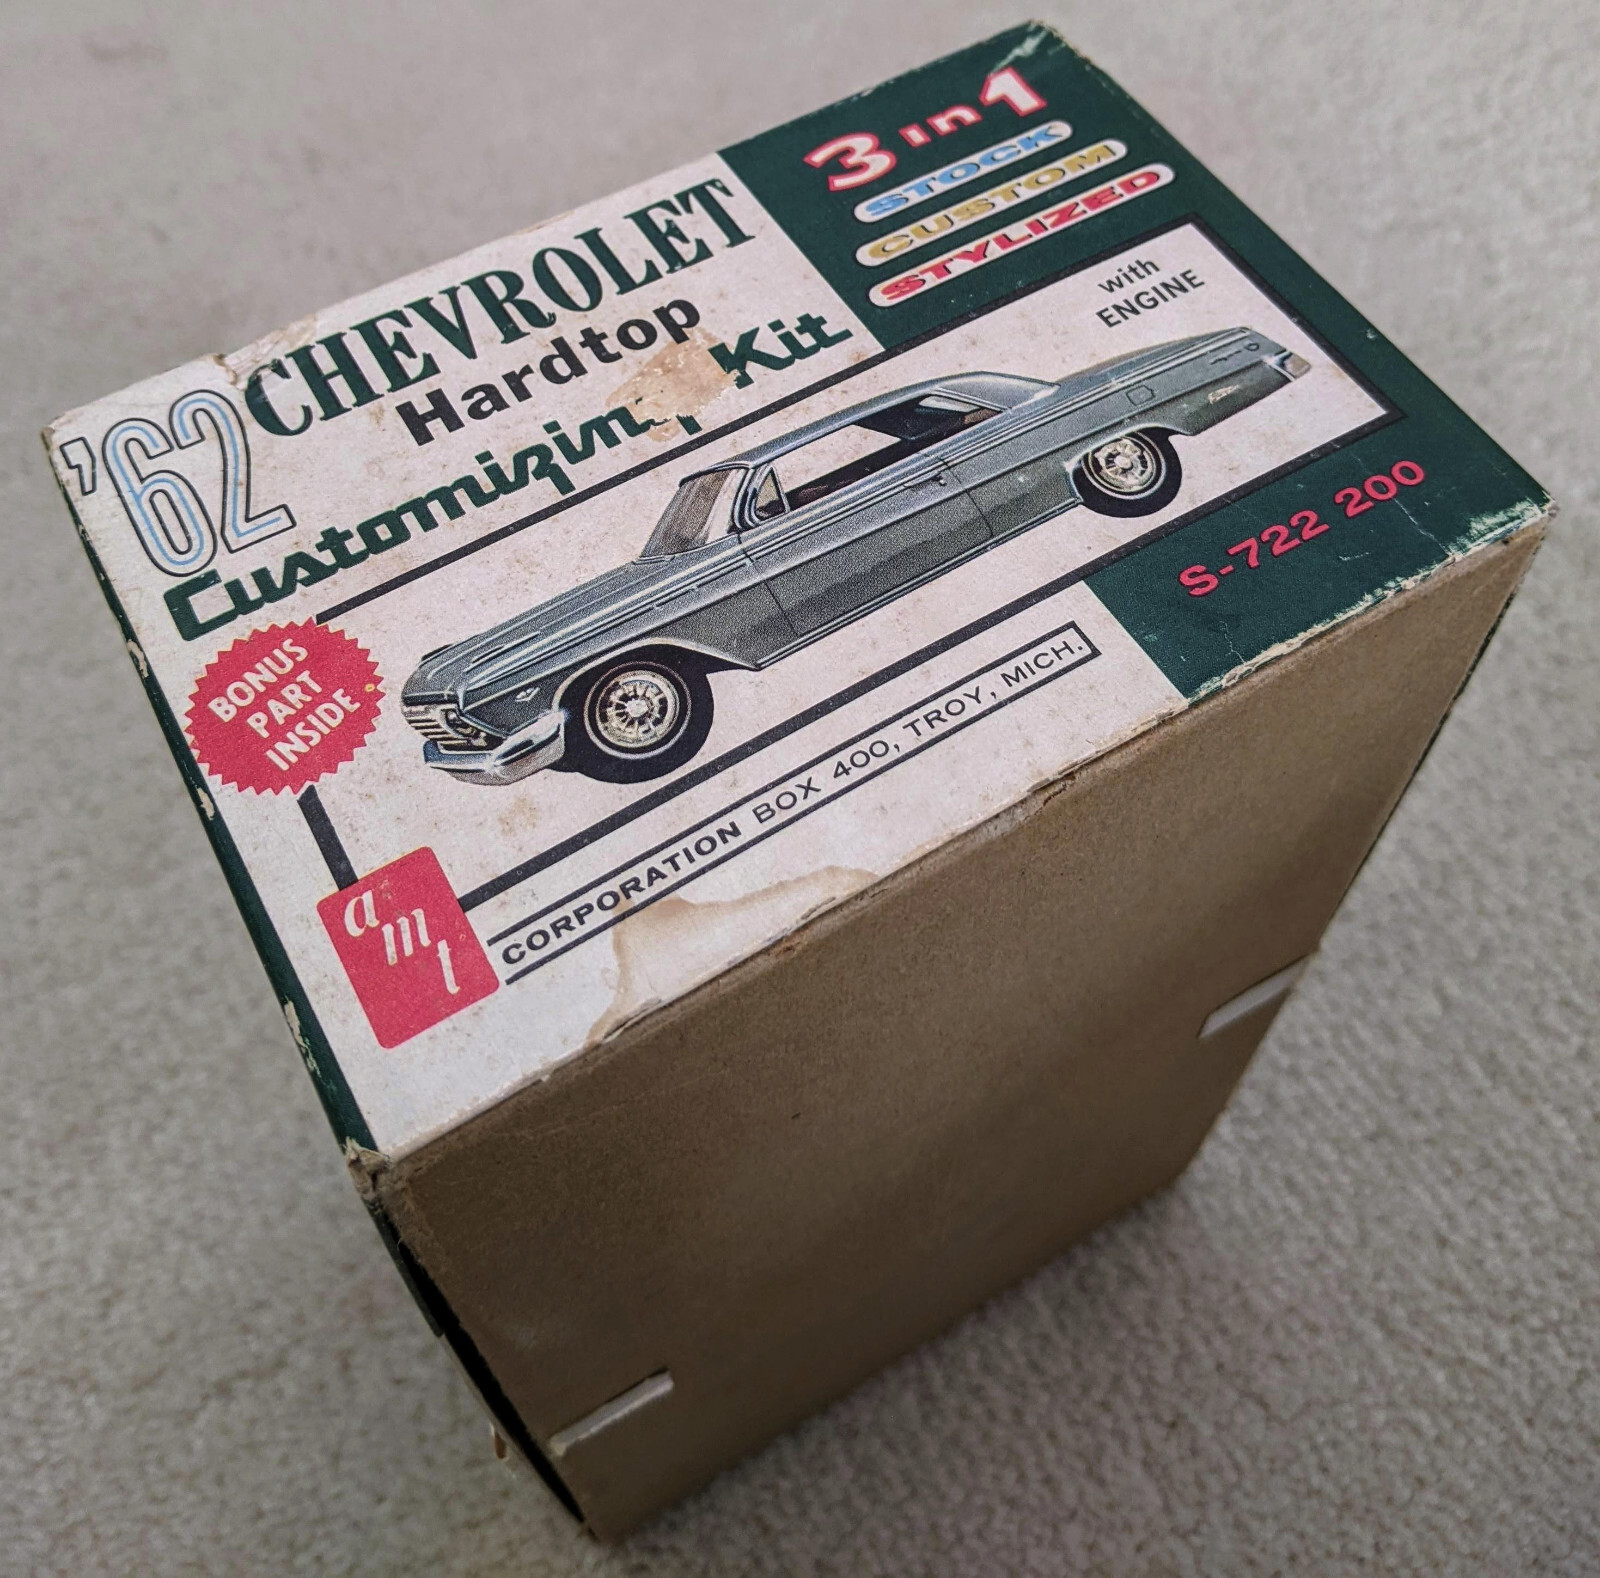 '62 CHEVROLET
Hardtop
Customizing Kit
3 in 1
STOCK
CUSTOM
STYLIZED
with
ENGINE
BONUS
PART
INSIDE
S-722 200
amt
CORPORATION BOX 400, TROY, MICH.